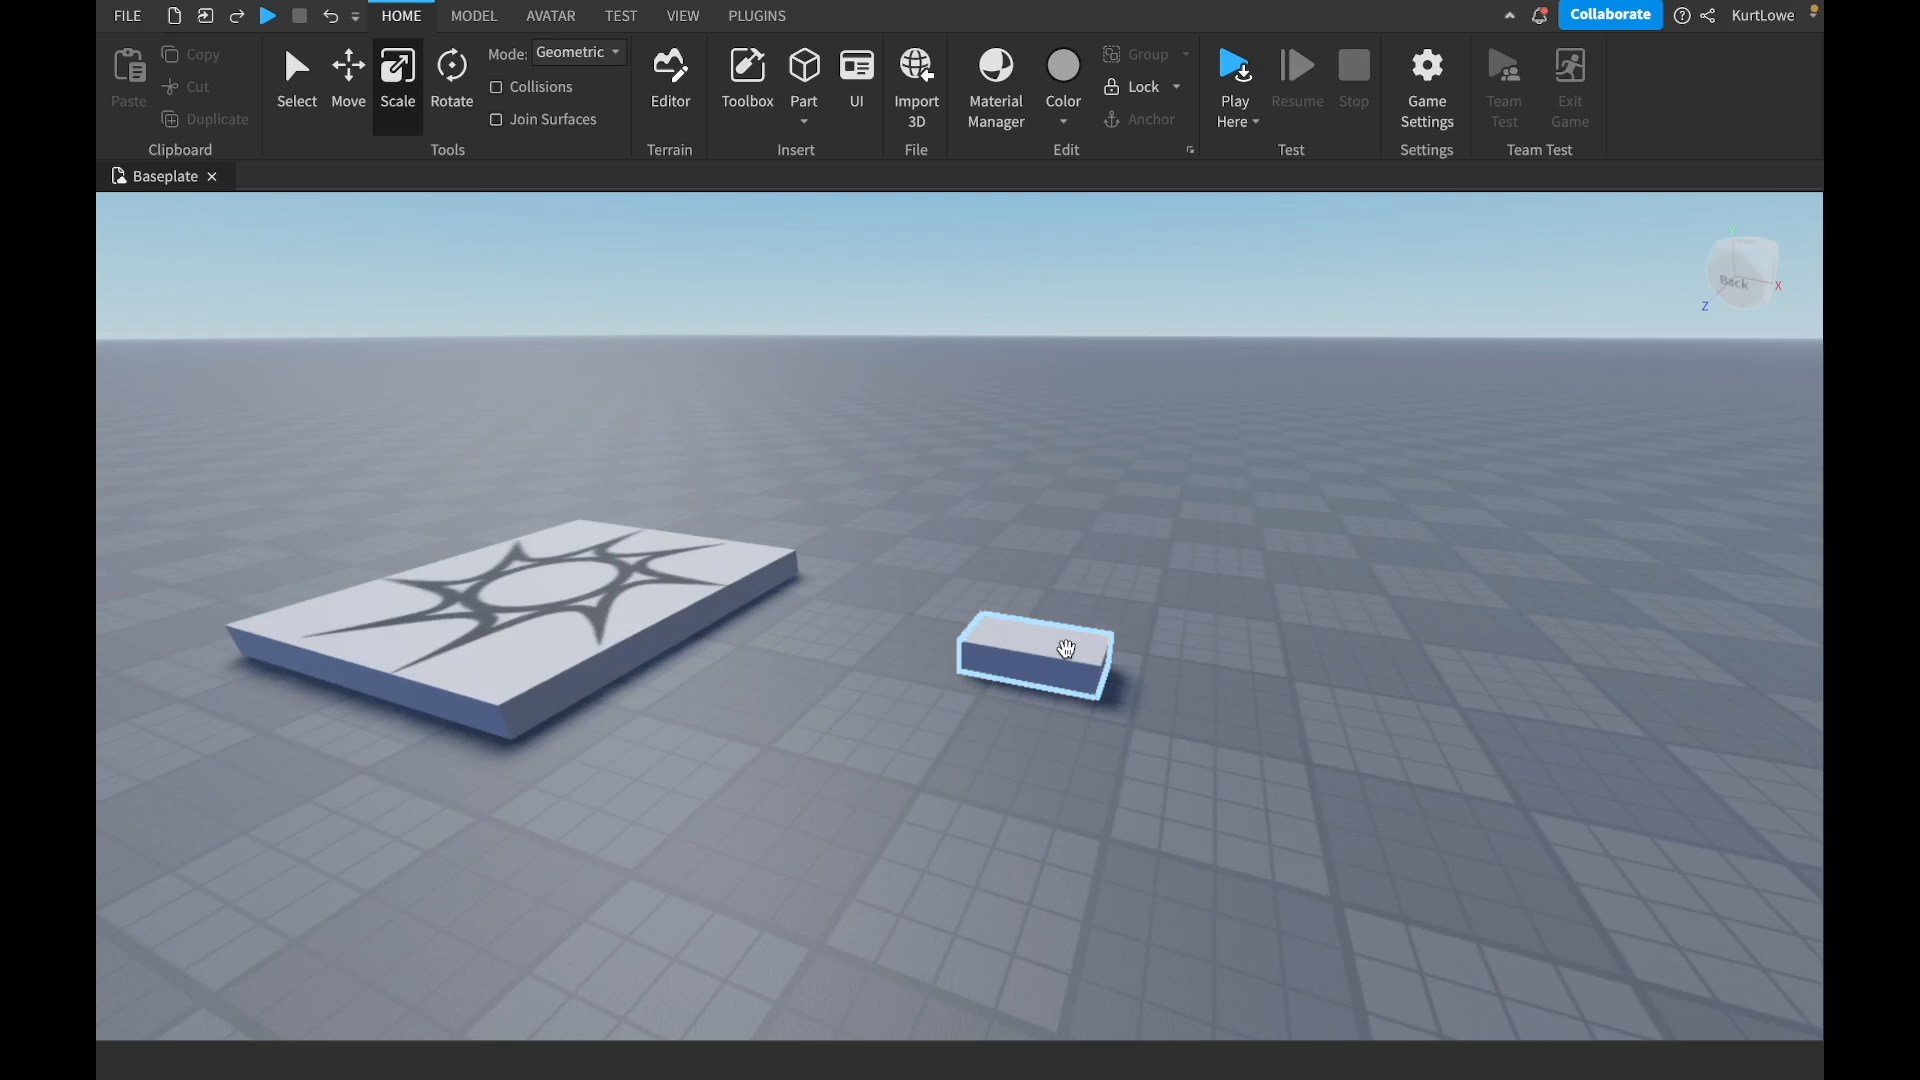 FILE HOME MODEL AVATAR TEST VIEW PLUGINS Collaborate KurtLowe
Paste
Copy
Cut
Duplicate
Clipboard
Select Move Scale Rotate
Mode: Geometric
Collisions
Join Surfaces
Tools
Editor
Terrain
Toolbox Part UI
Insert
Import
3D
File
Material
Manager
Color
Group
Lock
Anchor
Edit
Play
Here
Resume Stop
Test
Game
Settings
Settings
Team
Test
Exit
Game
Team Test
Baseplate
Y
Back
X
Z